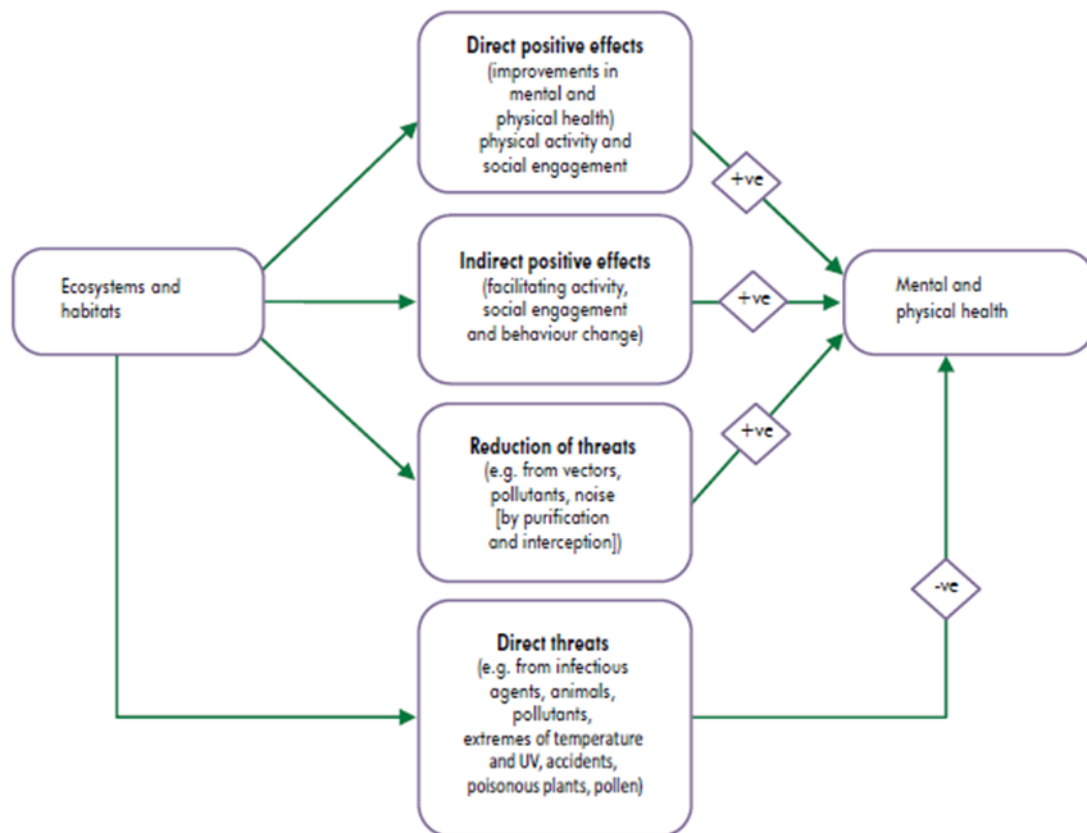 Direct positive effects
(improvements in
mental and
physical health)
physical activity and
social engagement
+ve
Ecosystems and
habitats
Indirect positive effects
(facilitating activity,
social engagement
and behaviour change)
+ve
Mental and
physical health
Reduction of threats
(e.g. from vectors,
pollutants, noise
[by purification
and interception])
+ve
Direct threats
(e.g. from infectious
agents, animals,
pollutants,
extremes of temperature
and UV, accidents,
poisonous plants, pollen)
-ve